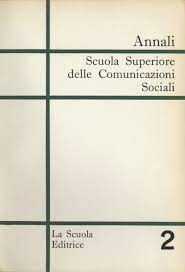 Annali
Scuola Superiore
delle Comunicazioni
Sociali
La Scuola
Editrice
2